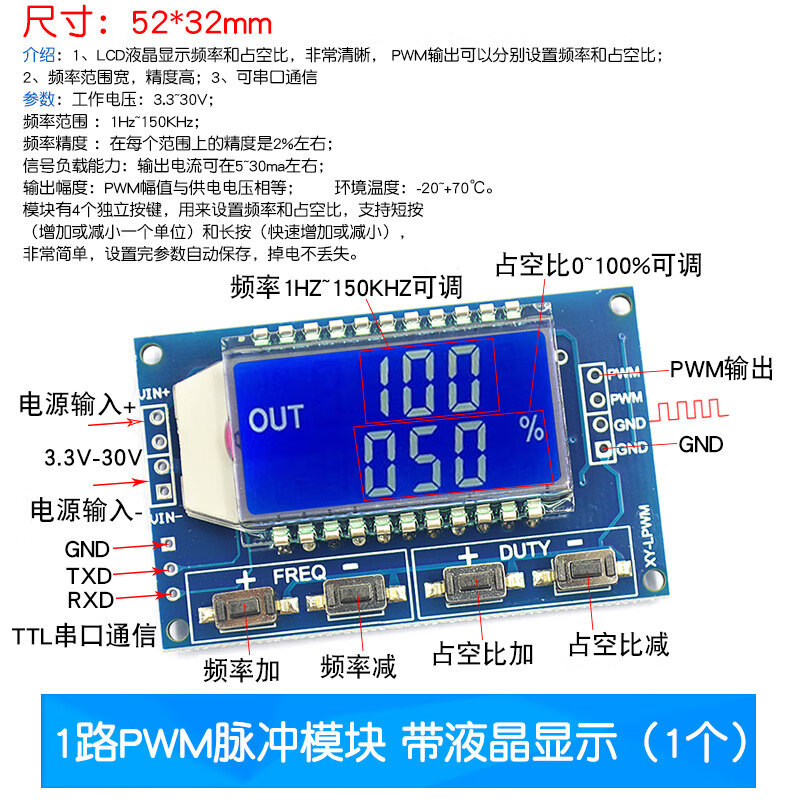 尺寸：52*32mm
介绍：1、LCD液晶显示频率和占空比，非常清晰， PWM输出可以分别设置频率和占空比；
2、频率范围宽，精度高；3、可串口通信
参数：工作电压：3.3~30V；
频率范围 ：1Hz~150KHz；
频率精度 ：在每个范围上的精度是2%左右；
信号负载能力：输出电流可在5~30ma左右；
输出幅度：PWM幅值与供电电压相等； 环境温度：-20~+70℃。
模块有4个独立按键，用来设置频率和占空比，支持短按
（增加或减小一个单位）和长按（快速增加或减小），
非常简单，设置完参数自动保存，掉电不丢失。
占空比0~100%可调
频率1HZ~150KHZ可调
电源输入+
VIN+
3.3V-30V
电源输入-
VIN-
OUT
100
050
%
PWM
PWM
GND
GND
PWM输出
GND
XY-LPWM
GND
TXD
RXD
TTL串口通信
+ FREQ -
+ DUTY -
频率加
频率减
占空比加
占空比减
1路PWM脉冲模块 带液晶显示（1个）